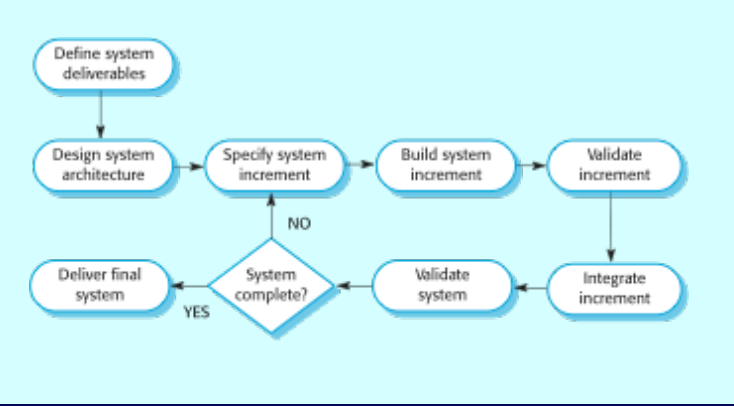 Define system
deliverables
Design system
architecture
Specify system
increment
Build system
increment
Validate
increment
NO
Deliver final
system
YES
System
complete?
Validate
system
Integrate
increment